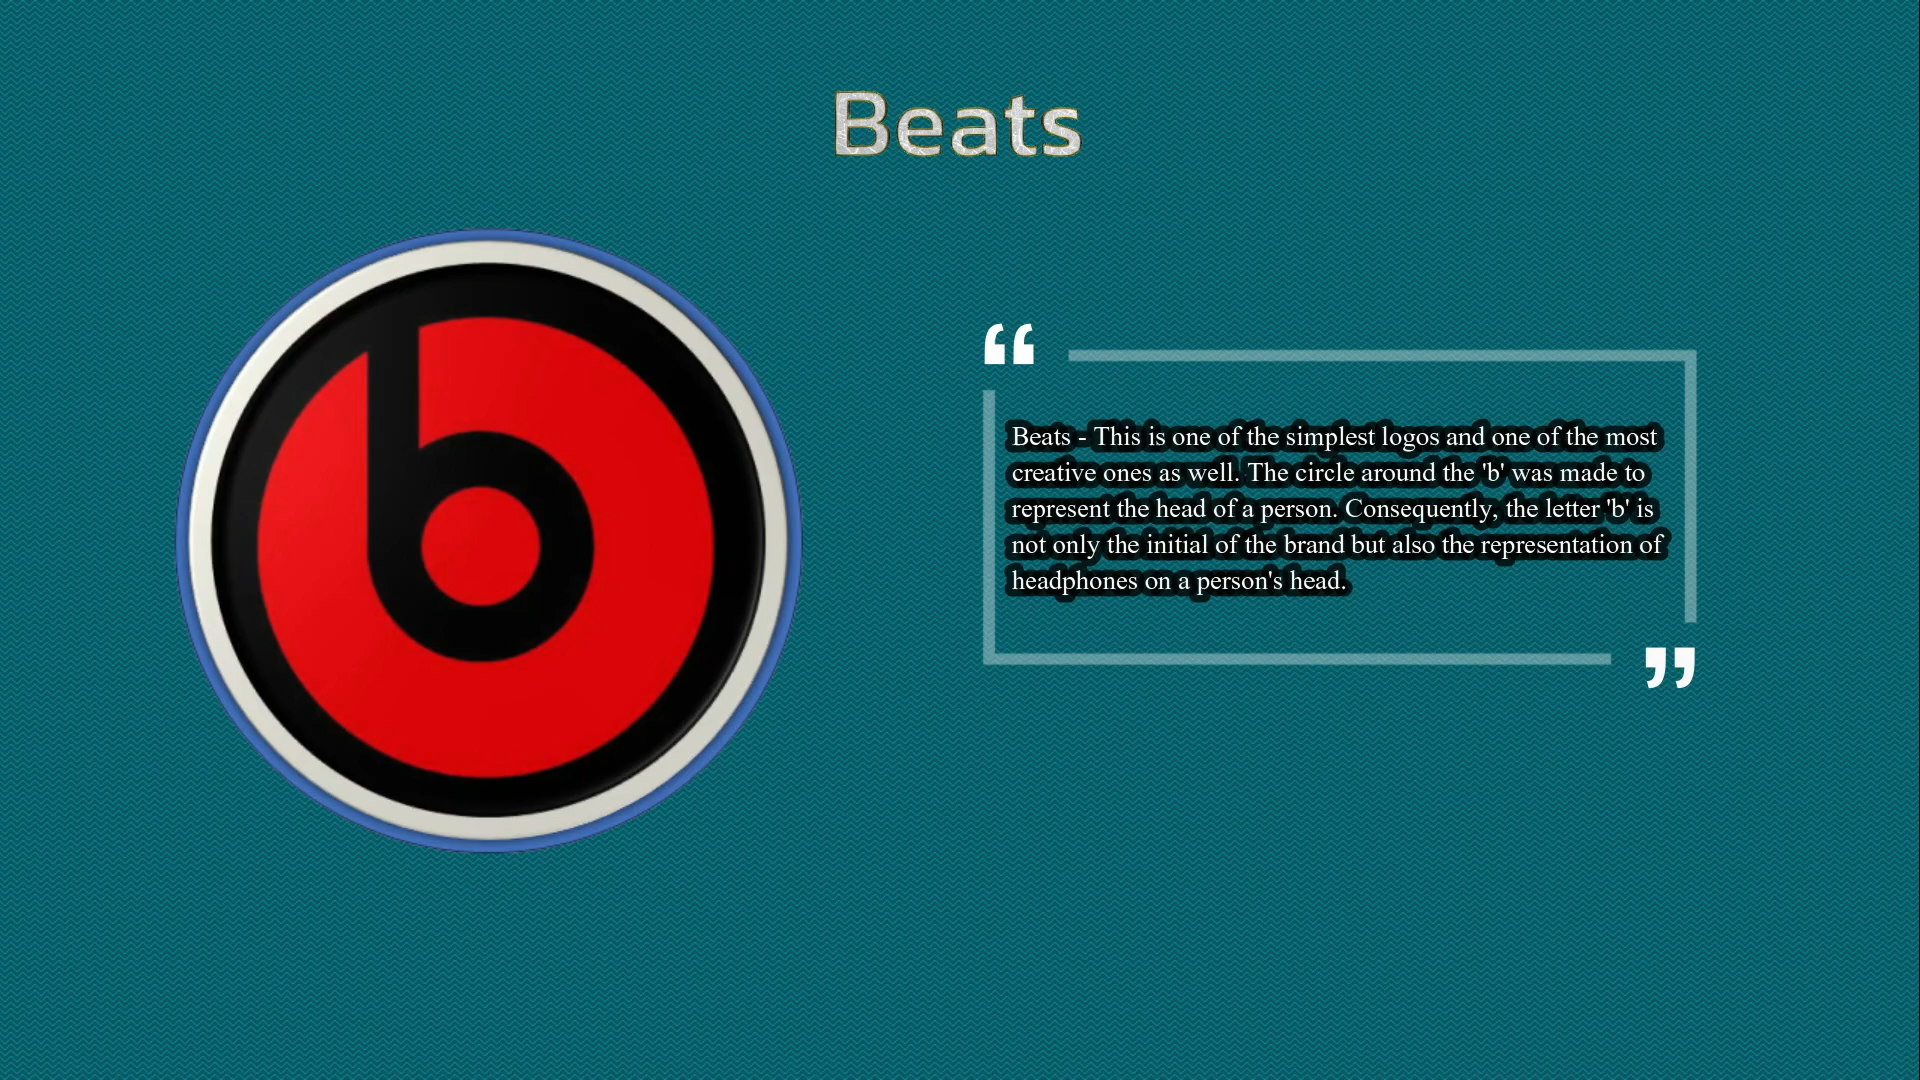 Beats
b
Beats - This is one of the simplest logos and one of the most
creative ones as well. The circle around the 'b' was made to
represent the head of a person. Consequently, the letter 'b' is
not only the initial of the brand but also the representation of
headphones on a person's head.